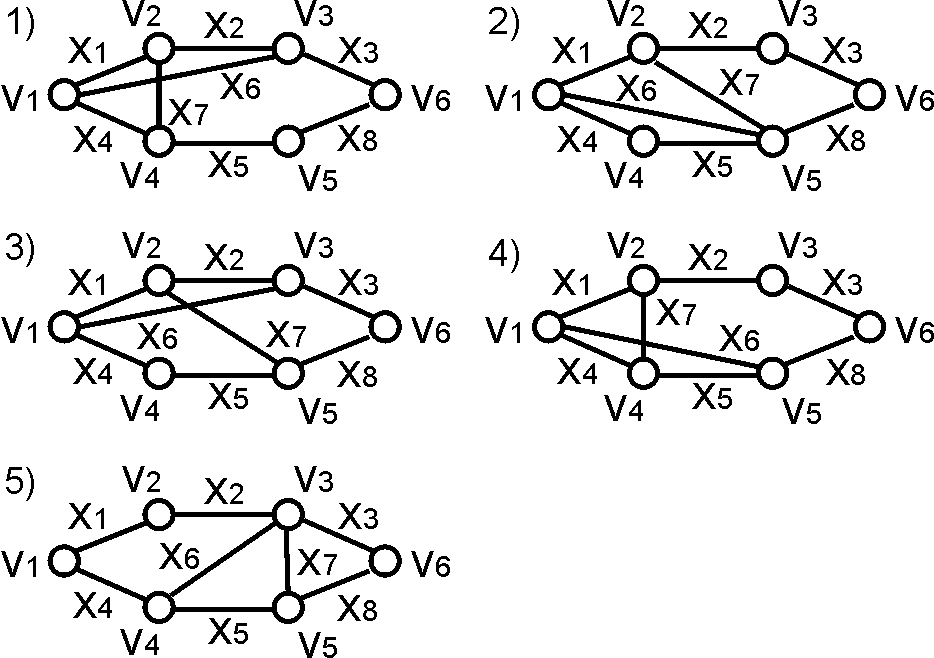 1) V2 V3
X1 X2 X3
V1 X6 V6
X7
X4 X5 X8
V4 V5
2) V2 V3
X1 X2 X3
V1 X6 X7 V6
X4 X5 X8
V4 V5
3) V2 V3
X1 X2 X3
V1 X6 X7 V6
X4 X5 X8
V4 V5
4) V2 V3
X1 X2 X3
V1 X7 X6 V6
X4 X5 X8
V4 V5
5) V2 V3
X1 X2 X3
V1 X6 X7 V6
X4 X5 X8
V4 V5